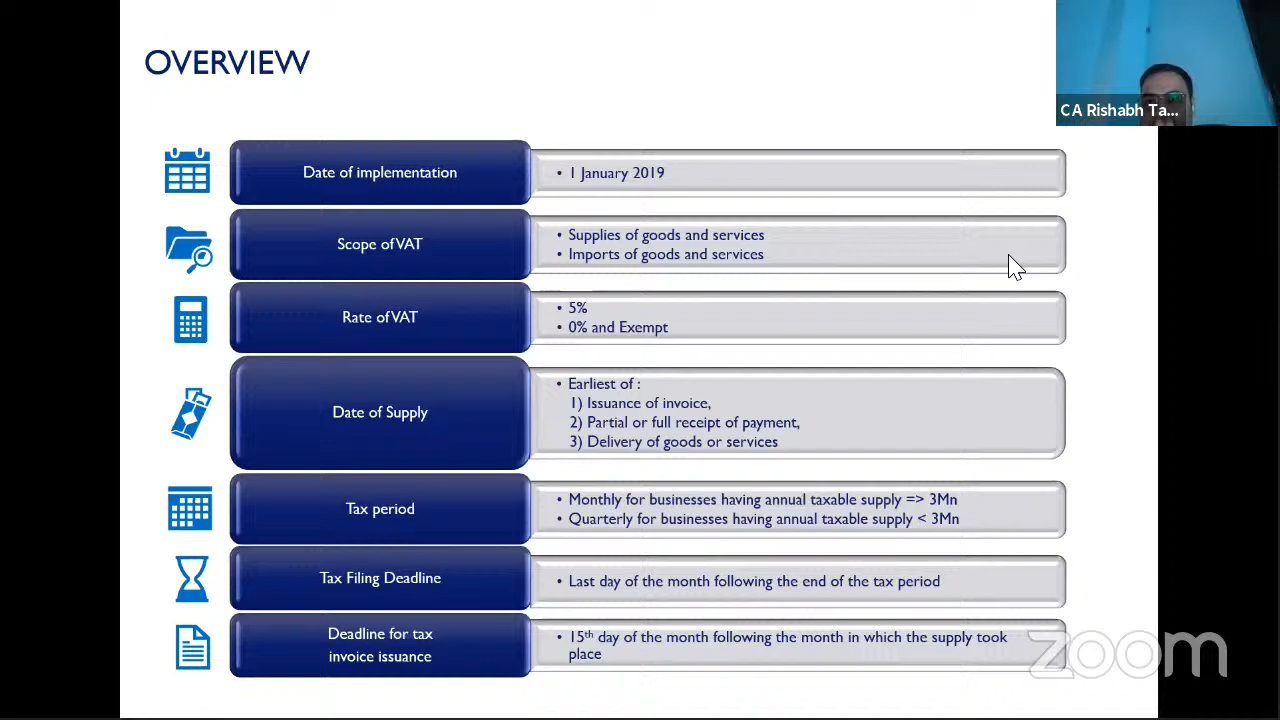 OVERVIEW
CA Rishabh Ta...
Date of implementation
• 1 January 2019
Scope of VAT
• Supplies of goods and services
• Imports of goods and services
Rate of VAT
• 5%
• 0% and Exempt
Date of Supply
• Earliest of :
1) Issuance of invoice,
2) Partial or full receipt of payment,
3) Delivery of goods or services
Tax period
• Monthly for businesses having annual taxable supply => 3Mn
• Quarterly for businesses having annual taxable supply < 3Mn
Tax Filing Deadline
• Last day of the month following the end of the tax period
Deadline for tax
invoice issuance
• 15th day of the month following the month in which the supply took
place
zoom